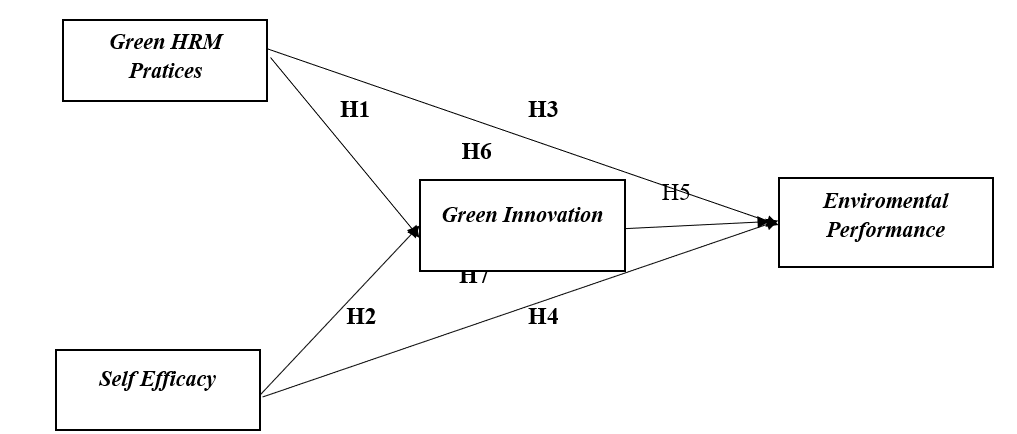 Green HRM
Pratices
H1
H3
H6
H5
Green Innovation
Enviromental
Performance
H7
H2
H4
Self Efficacy